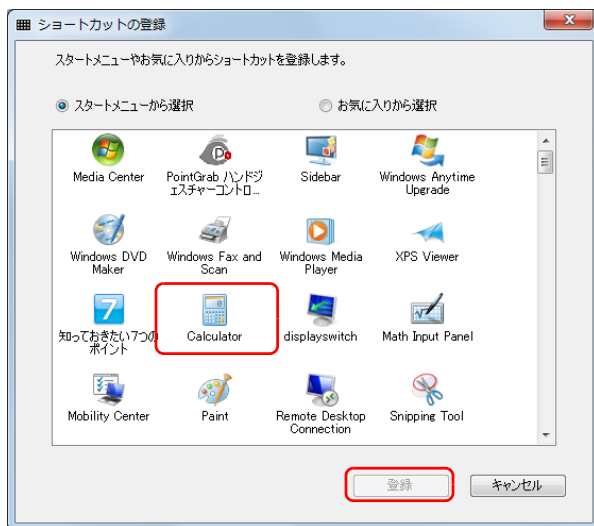 ショートカットの登録
スタートメニューやお気に入りからショートカットを登録します。
スタートメニューから選択
お気に入りから選択
Media Center
PointGrab ハンドジ
ェスチャーコントロ...
Sidebar
Windows Anytime
Upgrade
Windows DVD
Maker
Windows Fax and
Scan
Windows Media
Player
XPS Viewer
知っておきたい7つの
ポイント
Calculator
displayswitch
Math Input Panel
Mobility Center
Paint
Remote Desktop
Connection
Snipping Tool
登録
キャンセル